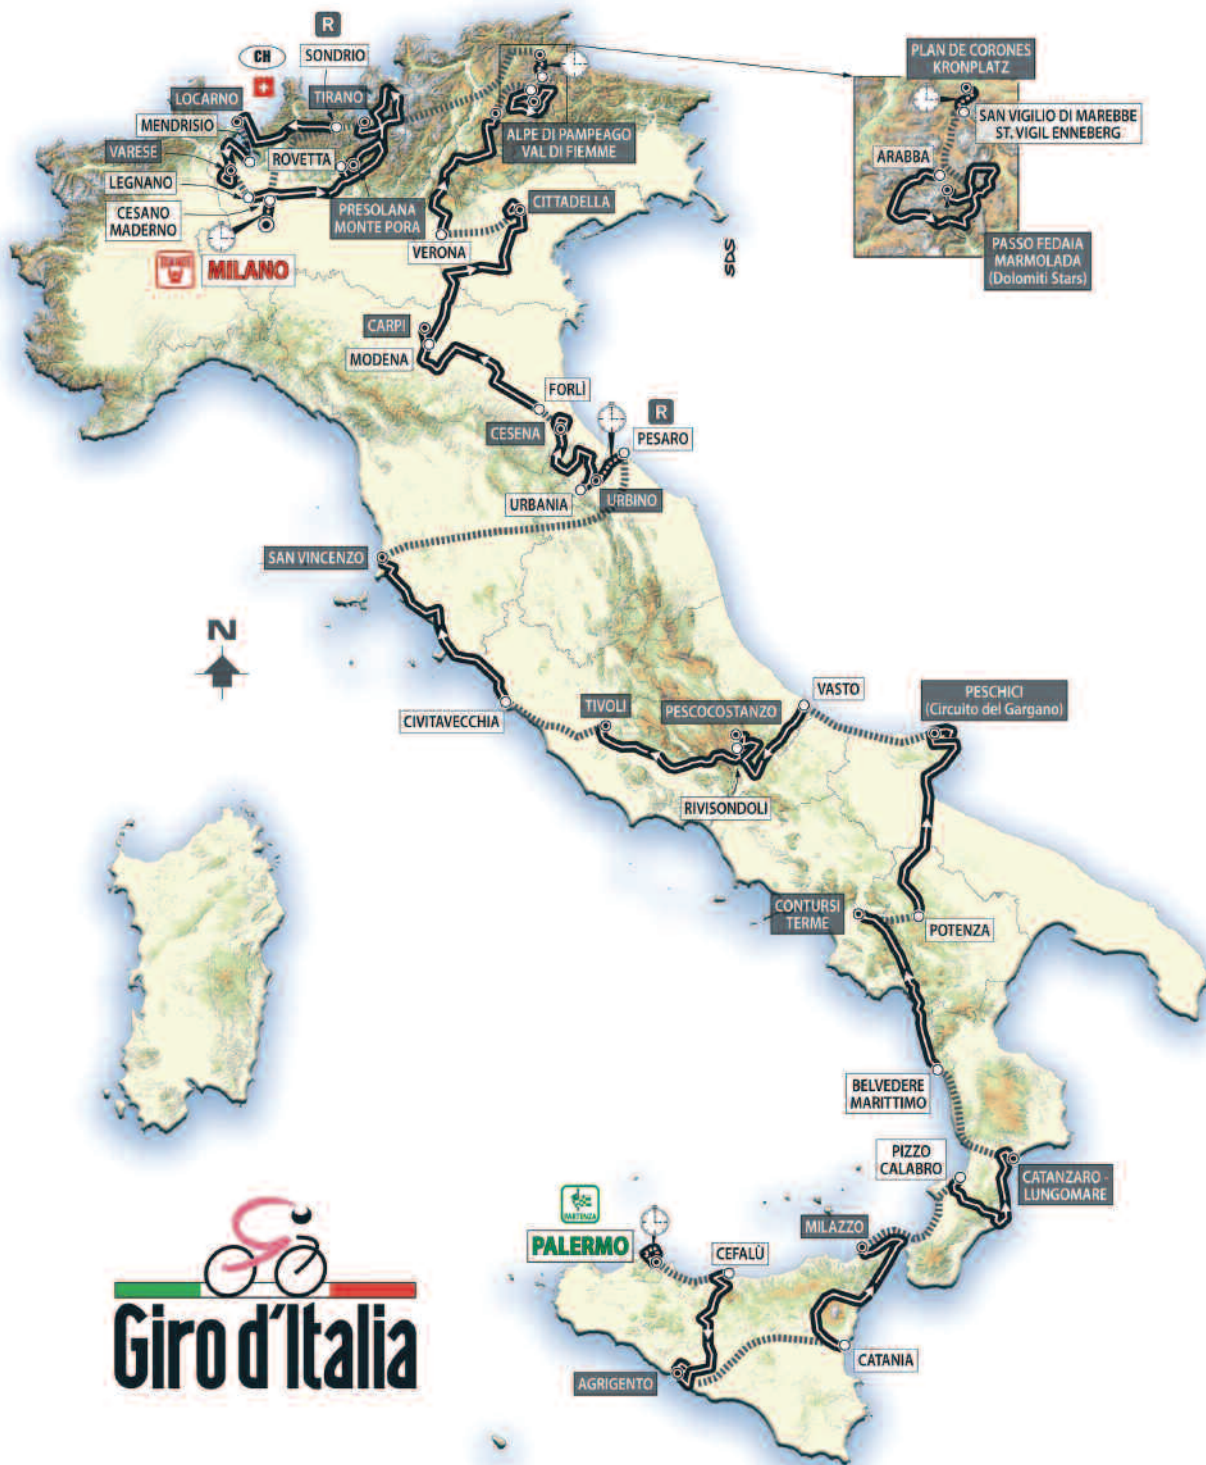 R
SONDRIO
CH
LOCARNO
TIRANO
MENDRISIO
VARESE
ROVETTA
LEGNANO
CESANO
MADERNO
PRESOLANA
MONTE PORA
MILANO
ALPE DI PAMPEAGO
VAL DI FIEMME
CITTADELLA
VERONA
SDS
PLAN DE CORONES
KRONPLATZ
SAN VIGILIO DI MAREBBE
ST. VIGIL ENNEBERG
ARABBA
PASSO FEDAIA
MARMOLADA
(Dolomiti Stars)
CARPI
MODENA
FORLÌ
CESENA
R
PESARO
URBANIA
URBINO
SAN VINCENZO
N
CIVITAVECCHIA
TIVOLI
PESCOCOSTANZO
VASTO
PESCHICI
(Circuito del Gargano)
RIVISONDOLI
CONTURSI
TERME
POTENZA
BELVEDERE
MARITTIMO
PIZZO
CALABRO
CATANZARO -
LUNGOMARE
PARTENZA
PALERMO
MILAZZO
CEFALÙ
AGRIGENTO
CATANIA
Giro d'Italia